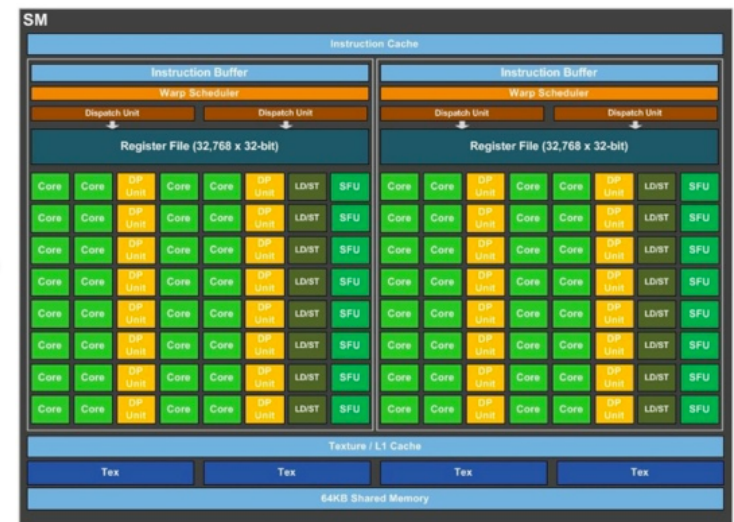 SM
Instruction Cache
Instruction Buffer Instruction Buffer
Warp Scheduler Warp Scheduler
Dispatch Unit Dispatch Unit Dispatch Unit Dispatch Unit
Register File (32,768 x 32-bit) Register File (32,768 x 32-bit)
Core Core DP Unit Core Core DP Unit LD/ST SFU Core Core DP Unit Core Core DP Unit LD/ST SFU
Core Core DP Unit Core Core DP Unit LD/ST SFU Core Core DP Unit Core Core DP Unit LD/ST SFU
Core Core DP Unit Core Core DP Unit LD/ST SFU Core Core DP Unit Core Core DP Unit LD/ST SFU
Core Core DP Unit Core Core DP Unit LD/ST SFU Core Core DP Unit Core Core DP Unit LD/ST SFU
Core Core DP Unit Core Core DP Unit LD/ST SFU Core Core DP Unit Core Core DP Unit LD/ST SFU
Core Core DP Unit Core Core DP Unit LD/ST SFU Core Core DP Unit Core Core DP Unit LD/ST SFU
Core Core DP Unit Core Core DP Unit LD/ST SFU Core Core DP Unit Core Core DP Unit LD/ST SFU
Core Core DP Unit Core Core DP Unit LD/ST SFU Core Core DP Unit Core Core DP Unit LD/ST SFU
Texture / L1 Cache
Tex Tex Tex Tex
64KB Shared Memory